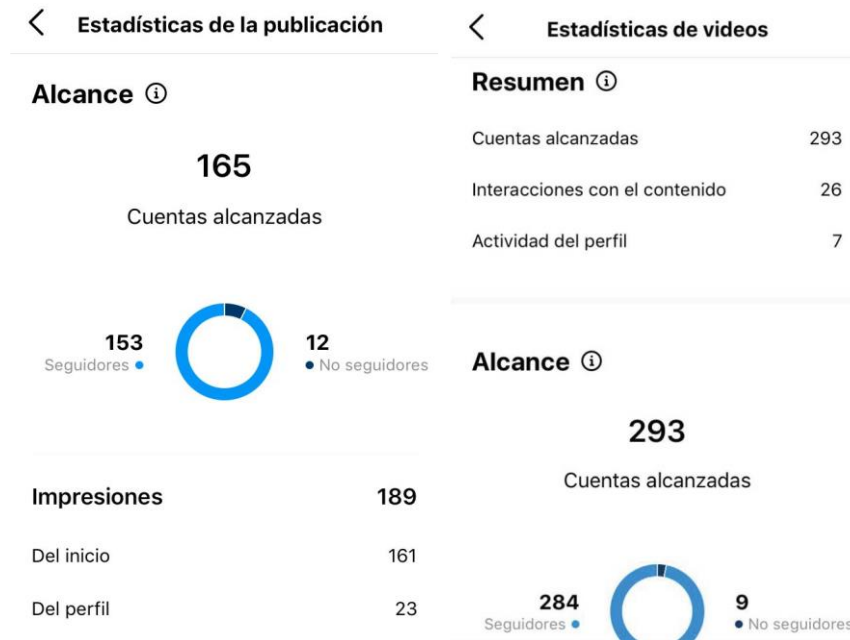 Estadísticas de la publicación
Alcance
165
Cuentas alcanzadas
153
Seguidores
12
No seguidores
Impresiones 189
Del inicio 161
Del perfil 23
Estadísticas de videos
Resumen
Cuentas alcanzadas 293
Interacciones con el contenido 26
Actividad del perfil 7
Alcance
293
Cuentas alcanzadas
284
Seguidores
9
No seguidores